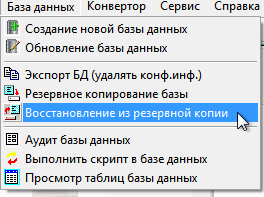 База данных Конвертор Сервис Справка
Создание новой базы данных
Обновление базы данных
Экспорт БД (удалять конф.инф.)
Резервное копирование базы
Восстановление из резервной копии
Аудит базы данных
Выполнить скрипт в базе данных
Просмотр таблиц базы данных